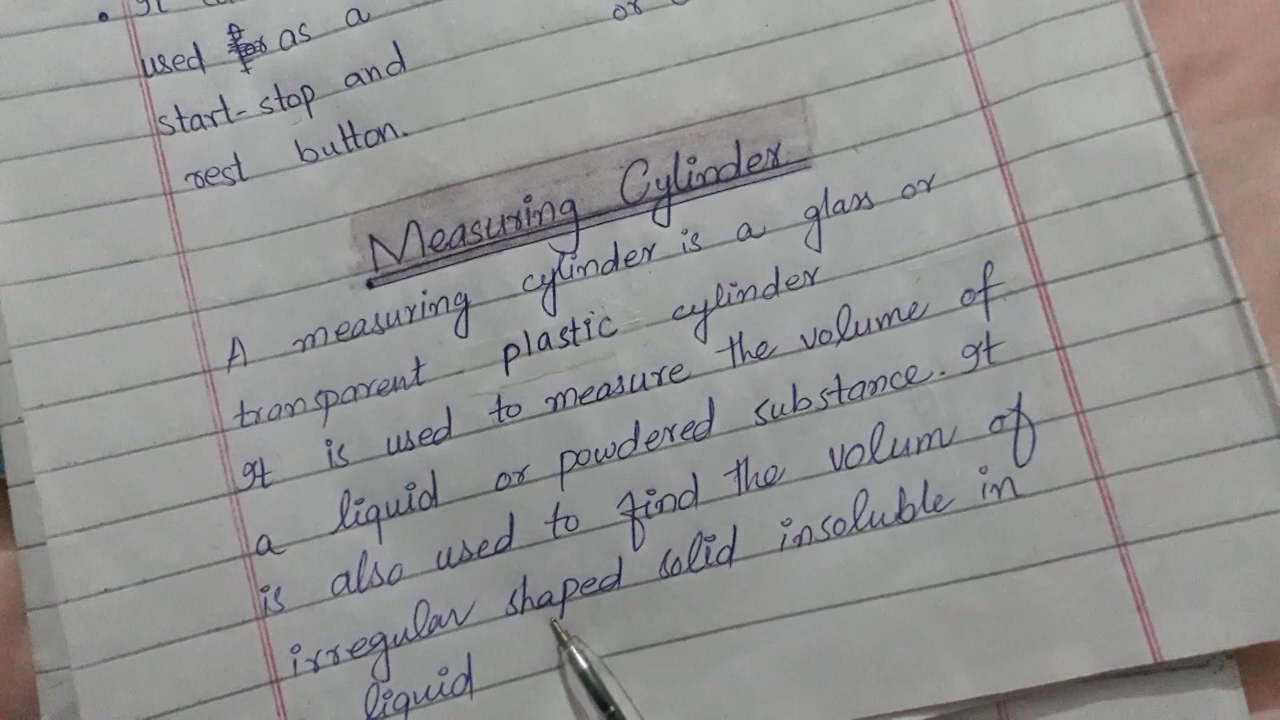 used as a
start-stop and
rest button.
or
Measuring Cylinder
A measuring cylinder is a glass or
transparent plastic cylinder
It is used to measure the volume of
a liquid or powdered substance. It
is also used to find the volum of
irregular shaped solid insoluble in
liquid